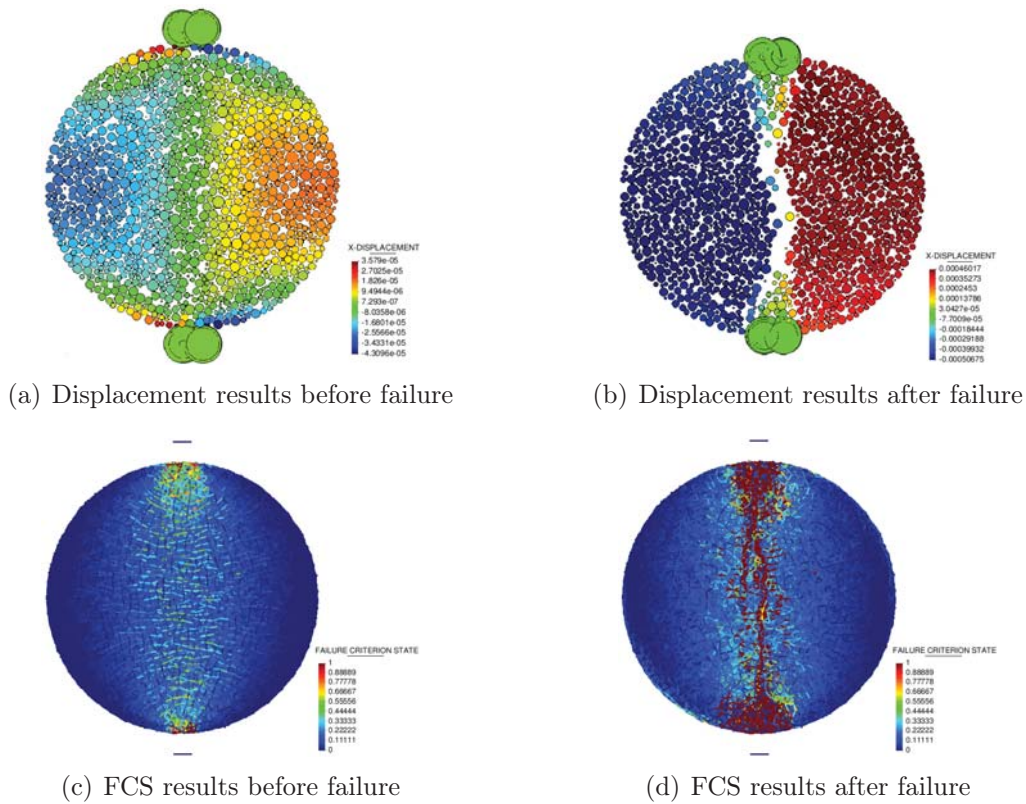 X-DISPLACEMENT
3.579e-05
2.7025e-05
1.826e-05
9.4944e-06
7.293e-07
-8.0358e-06
-1.6801e-05
-2.5566e-05
-3.4331e-05
-4.3096e-05
X-DISPLACEMENT
0.00046017
0.00035273
0.0002453
0.00013786
3.0427e-05
-7.7009e-05
-0.00018444
-0.00029188
-0.00039932
-0.00050675
(a) Displacement results before failure
(b) Displacement results after failure
FAILURE CRITERION STATE
1
0.88889
0.77778
0.66667
0.55556
0.44444
0.33333
0.22222
0.11111
0
FAILURE CRITERION STATE
1
0.88889
0.77778
0.66667
0.55556
0.44444
0.33333
0.22222
0.11111
0
(c) FCS results before failure
(d) FCS results after failure